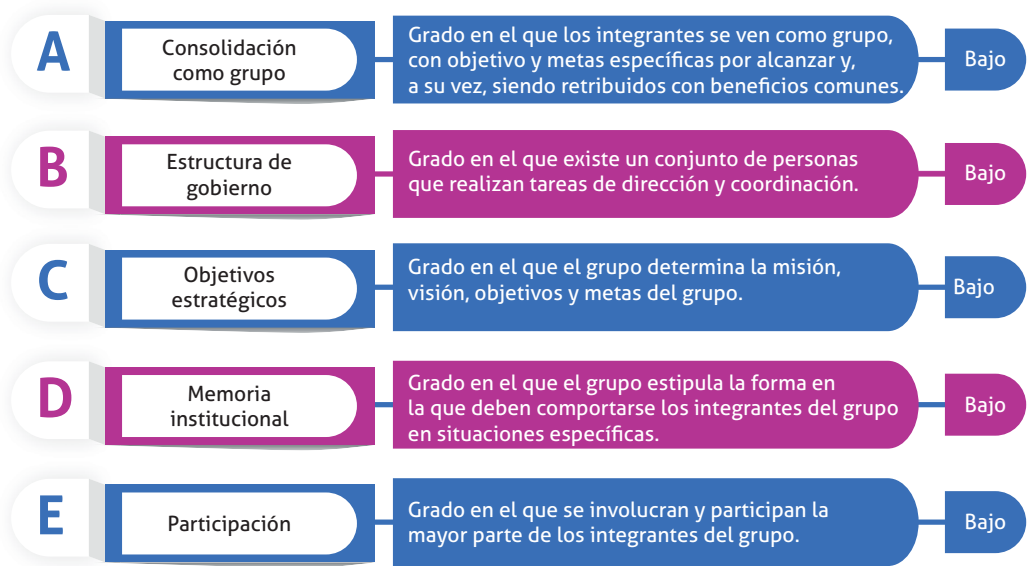 A
Consolidación
como grupo
Grado en el que los integrantes se ven como grupo,
con objetivo y metas específicas por alcanzar y,
a su vez, siendo retribuidos con beneficios comunes.
Bajo
B
Estructura de
gobierno
Grado en el que existe un conjunto de personas
que realizan tareas de dirección y coordinación.
Bajo
C
Objetivos
estratégicos
Grado en el que el grupo determina la misión,
visión, objetivos y metas del grupo.
Bajo
D
Memoria
institucional
Grado en el que el grupo estipula la forma en
la que deben comportarse los integrantes del grupo
en situaciones específicas.
Bajo
E
Participación
Grado en el que se involucran y participan la
mayor parte de los integrantes del grupo.
Bajo